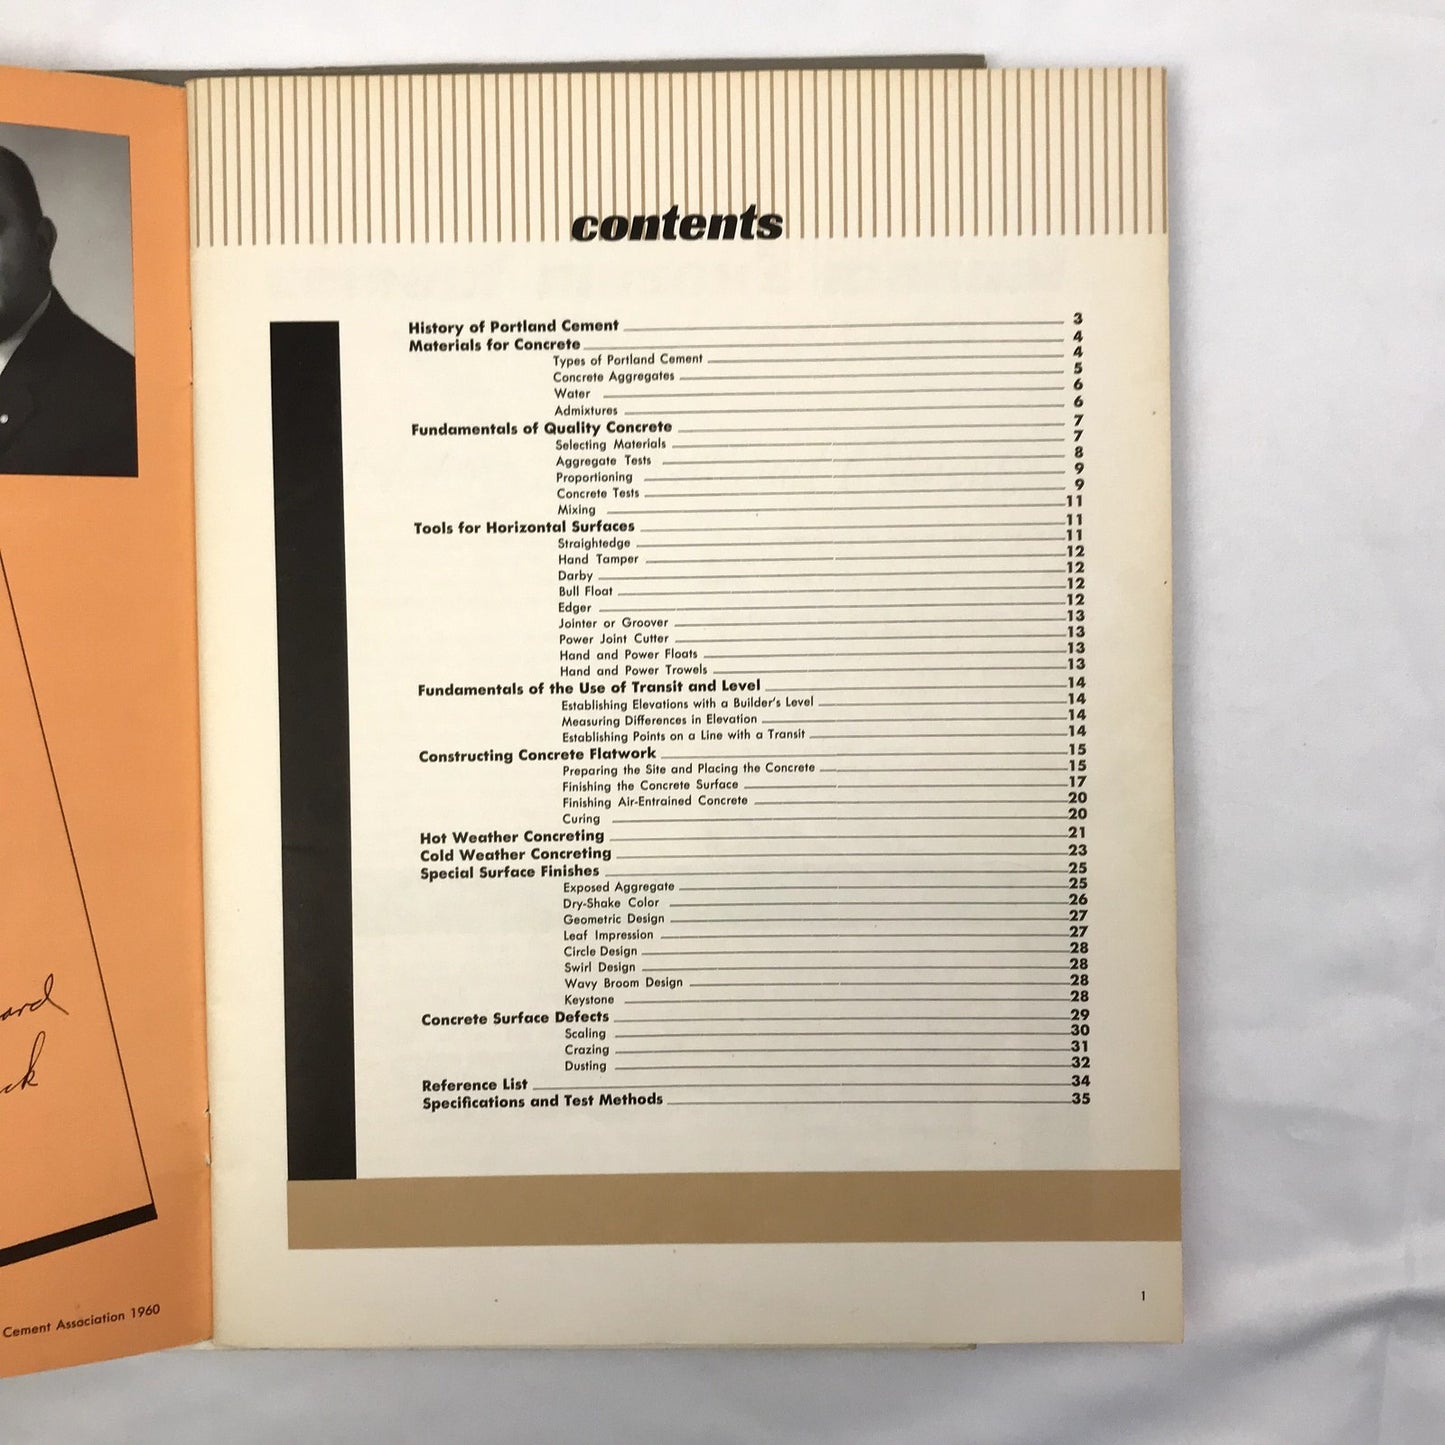 contents
History of Portland Cement 3
Materials for Concrete 4
Types of Portland Cement 4
Concrete Aggregates 5
Water 6
Admixtures 6
Fundamentals of Quality Concrete 7
Selecting Materials 7
Aggregate Tests 8
Proportioning 9
Concrete Tests 9
Mixing 11
Tools for Horizontal Surfaces 11
Straightedge 11
Hand Tamper 12
Darby 12
Bull Float 12
Edger 12
Jointer or Groover 13
Power Joint Cutter 13
Hand and Power Floats 13
Hand and Power Trowels 13
Fundamentals of the Use of Transit and Level 14
Establishing Elevations with a Builder's Level 14
Measuring Differences in Elevation 14
Establishing Points on a Line with a Transit 14
Constructing Concrete Flatwork 15
Preparing the Site and Placing the Concrete 15
Finishing the Concrete Surface 17
Finishing Air-Entrained Concrete 20
Curing 20
Hot Weather Concreting 21
Cold Weather Concreting 23
Special Surface Finishes 25
Exposed Aggregate 25
Dry-Shake Color 26
Geometric Design 27
Leaf Impression 27
Circle Design 28
Swirl Design 28
Wavy Broom Design 28
Keystone 28
Concrete Surface Defects 29
Scaling 30
Crazing 31
Dusting 32
Reference List 34
Specifications and Test Methods 35
1
Cement Association 1960